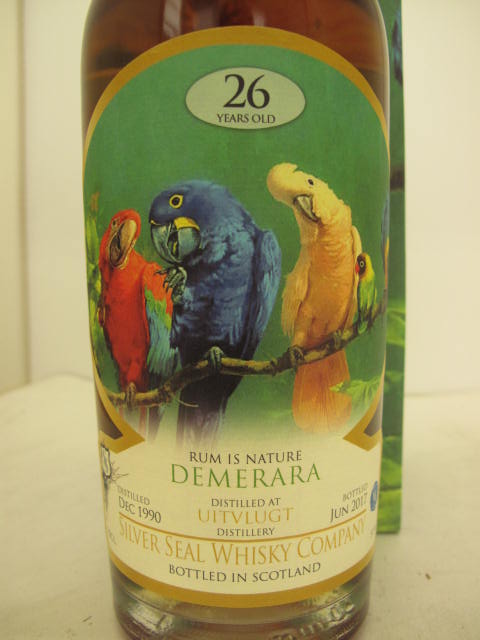 26
YEARS OLD
RUM IS NATURE
DEMERARA
DISTILLED
DEC 1990
DISTILLED AT
UITVLUGT
DISTILLERY
BOTTLED
JUN 2017
SILVER SEAL WHISKY COMPANY
BOTTLED IN SCOTLAND